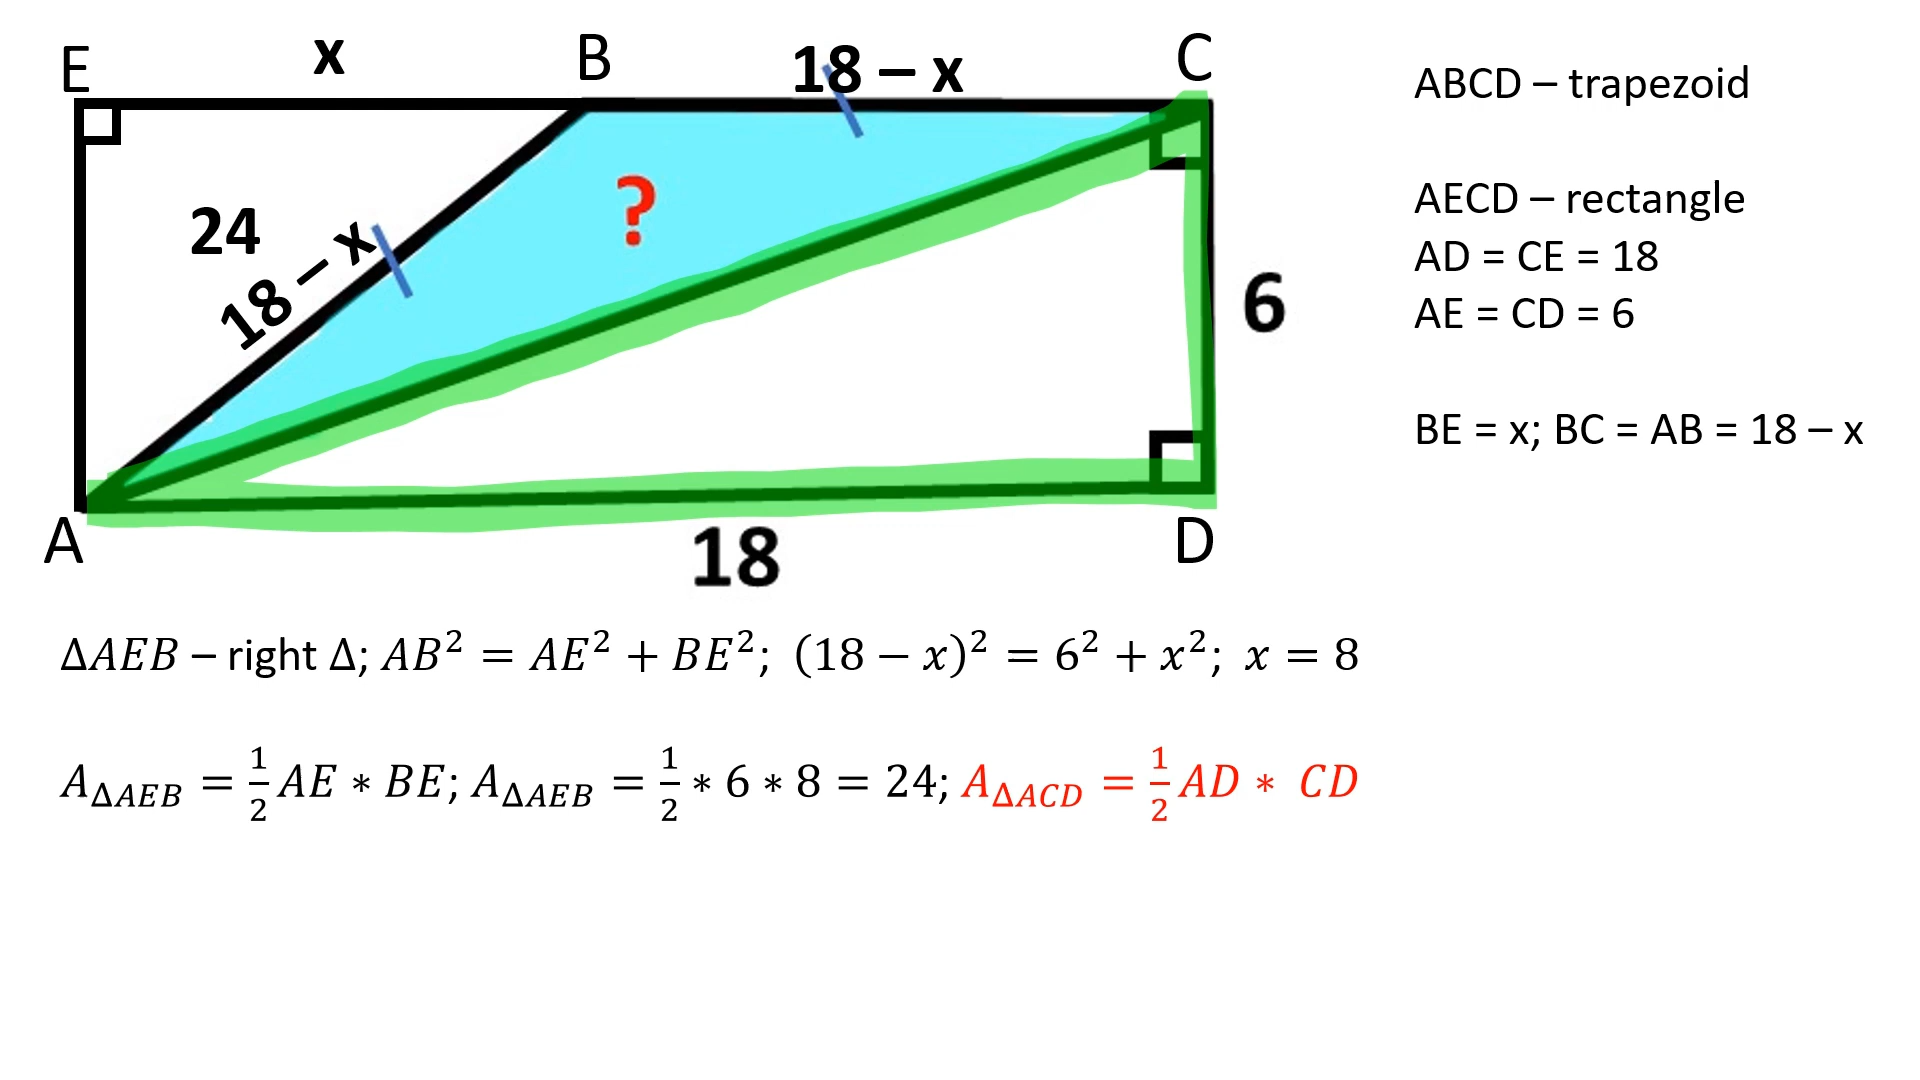 E x B 18 – x C
24
18 – x
?
6
A
18
D
ABCD – trapezoid
AECD – rectangle
AD = CE = 18
AE = CD = 6
BE = x; BC = AB = 18 – x
ΔAEB – right Δ; AB² = AE² + BE²; (18 − x)² = 6² + x²; x = 8
A_ΔAEB = 1/2 AE ∗ BE; A_ΔAEB = 1/2 ∗ 6 ∗ 8 = 24; A_ΔACD = 1/2 AD ∗ CD